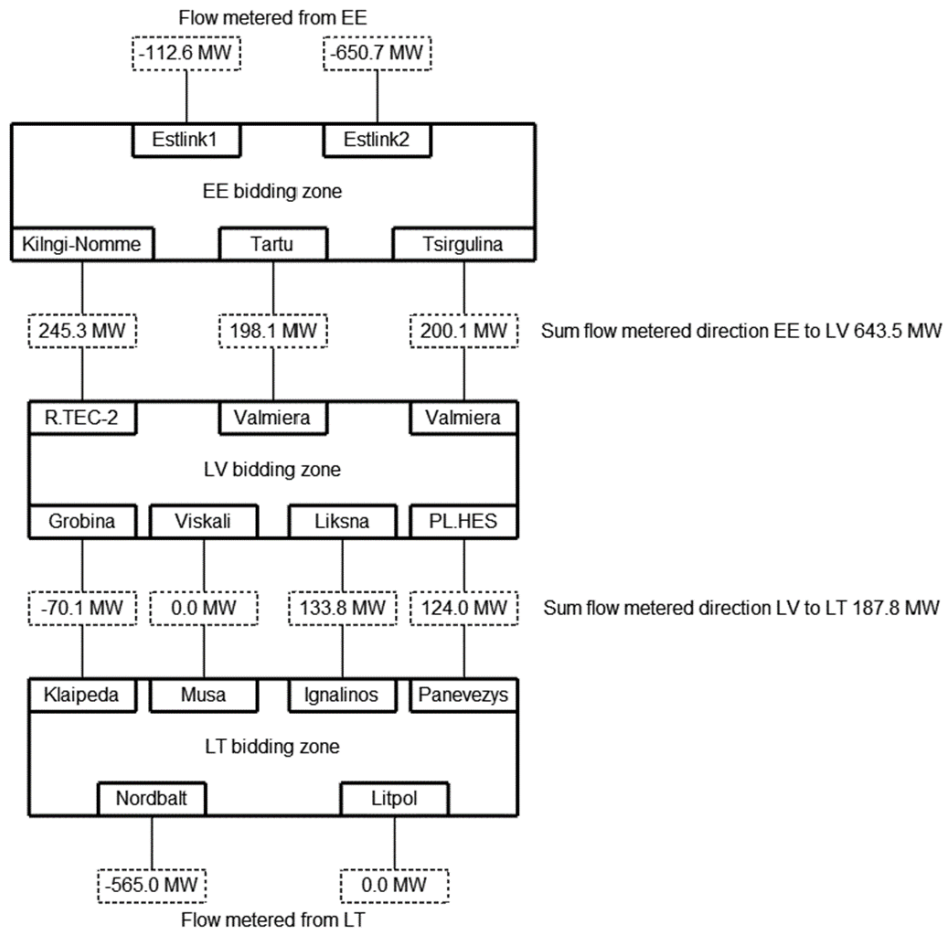 Flow metered from EE
-112.6 MW -650.7 MW
Estlink1 Estlink2
EE bidding zone
Kilngi-Nomme Tartu Tsirgulina
245.3 MW 198.1 MW 200.1 MW Sum flow metered direction EE to LV 643.5 MW
R.TEC-2 Valmiera Valmiera
LV bidding zone
Grobina Viskali Liksna PL.HES
-70.1 MW 0.0 MW 133.8 MW 124.0 MW Sum flow metered direction LV to LT 187.8 MW
Klaipeda Musa Ignalinos Panevezys
LT bidding zone
Nordbalt Litpol
-565.0 MW 0.0 MW
Flow metered from LT